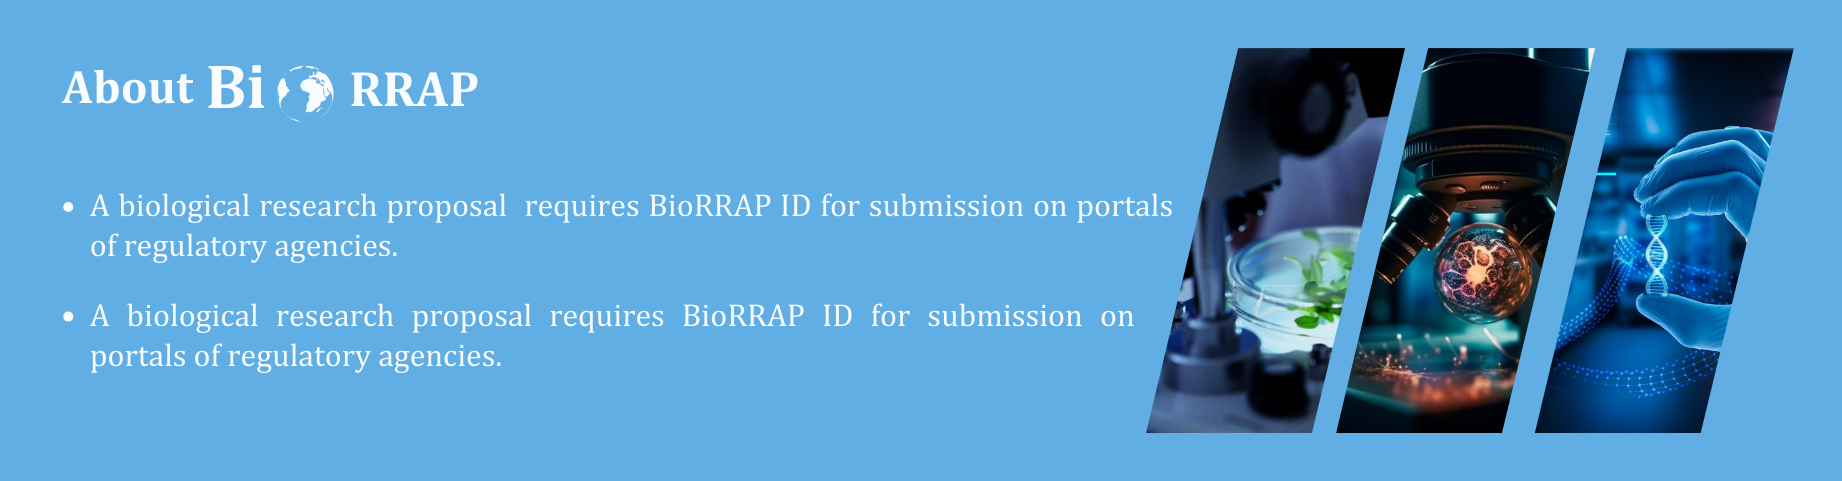 About Bi RRAP
• A biological research proposal requires BioRRAP ID for submission on portals
of regulatory agencies.
• A biological research proposal requires BioRRAP ID for submission on
portals of regulatory agencies.